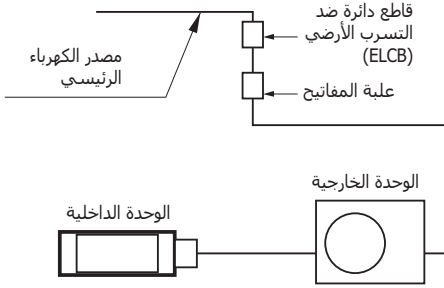 قاطع دائرة ضد
التسرب الأرضي
(ELCB)
مصدر الكهرباء
الرئيسي
علبة المفاتيح
الوحدة الخارجية
الوحدة الداخلية